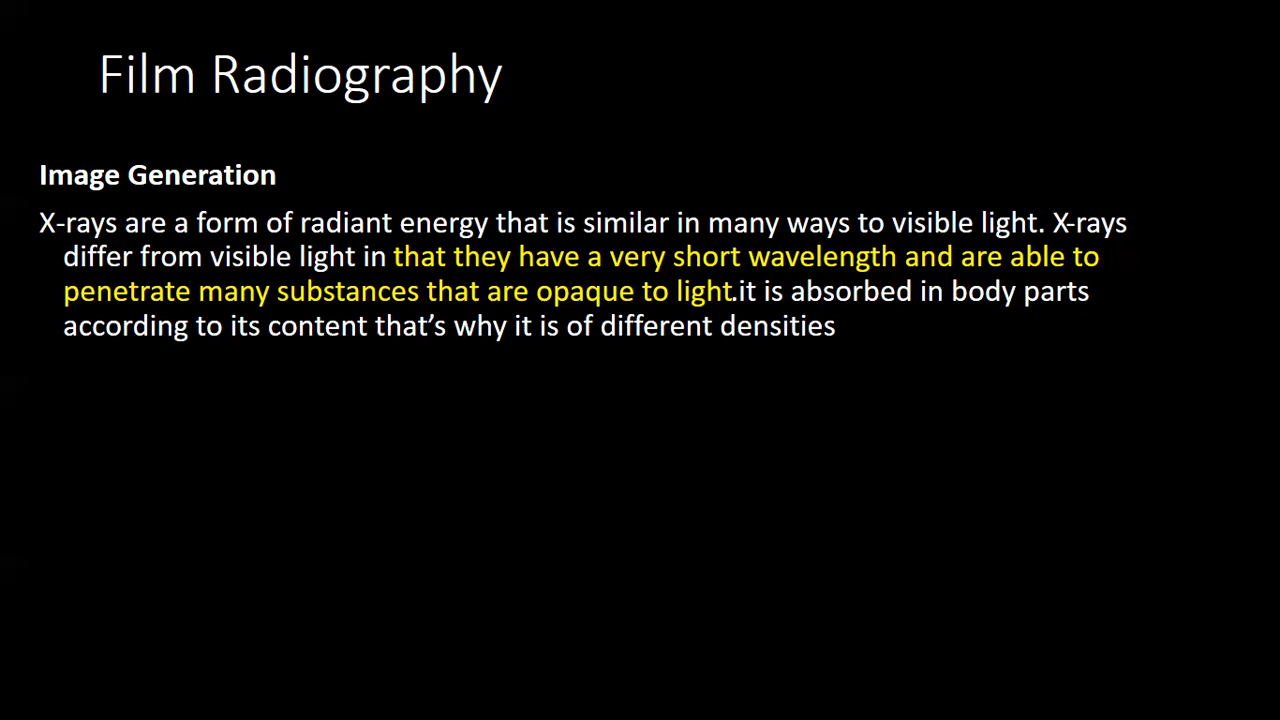 Film Radiography
Image Generation
X-rays are a form of radiant energy that is similar in many ways to visible light. X-rays
differ from visible light in that they have a very short wavelength and are able to
penetrate many substances that are opaque to light.it is absorbed in body parts
according to its content that’s why it is of different densities